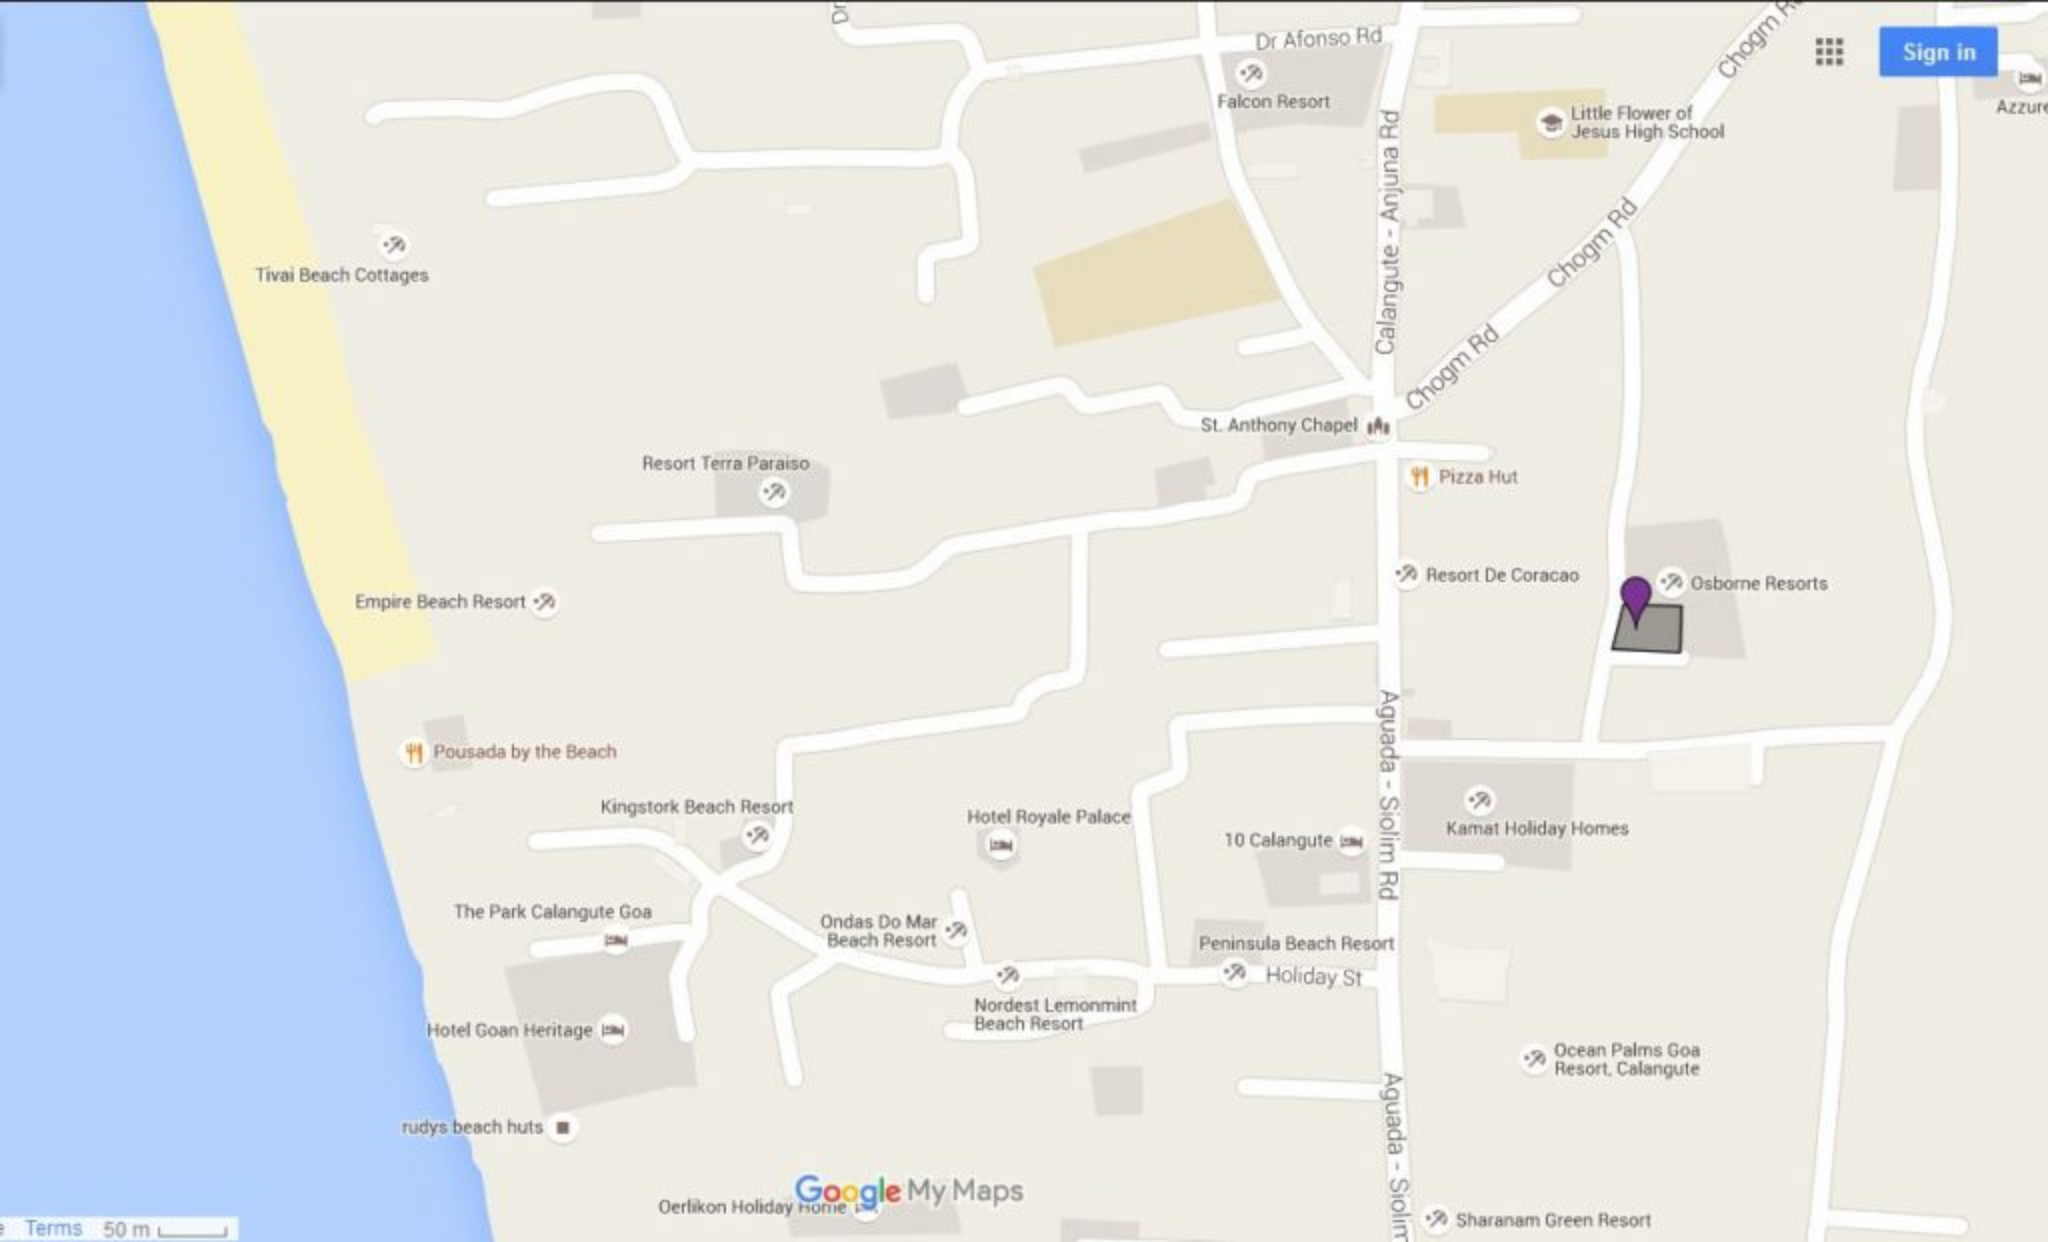 Dr Afonso Rd
Chogm Rd
Sign in
Falcon Resort
Azzure
Little Flower of
Jesus High School
Calangute - Anjuna Rd
Chogm Rd
Tivai Beach Cottages
Chogm Rd
St. Anthony Chapel
Resort Terra Paraiso
Pizza Hut
Resort De Coracao
Osborne Resorts
Empire Beach Resort
Aguada - Siolim Rd
Pousada by the Beach
Kingstork Beach Resort
Hotel Royale Palace
10 Calangute
Kamat Holiday Homes
The Park Calangute Goa
Ondas Do Mar
Beach Resort
Peninsula Beach Resort
Holiday St
Nordest Lemonmint
Beach Resort
Hotel Goan Heritage
Ocean Palms Goa
Resort, Calangute
Aguada - Siolim
rudys beach huts
Google My Maps
Oerlikon Holiday Home
Sharanam Green Resort
Terms 50 m